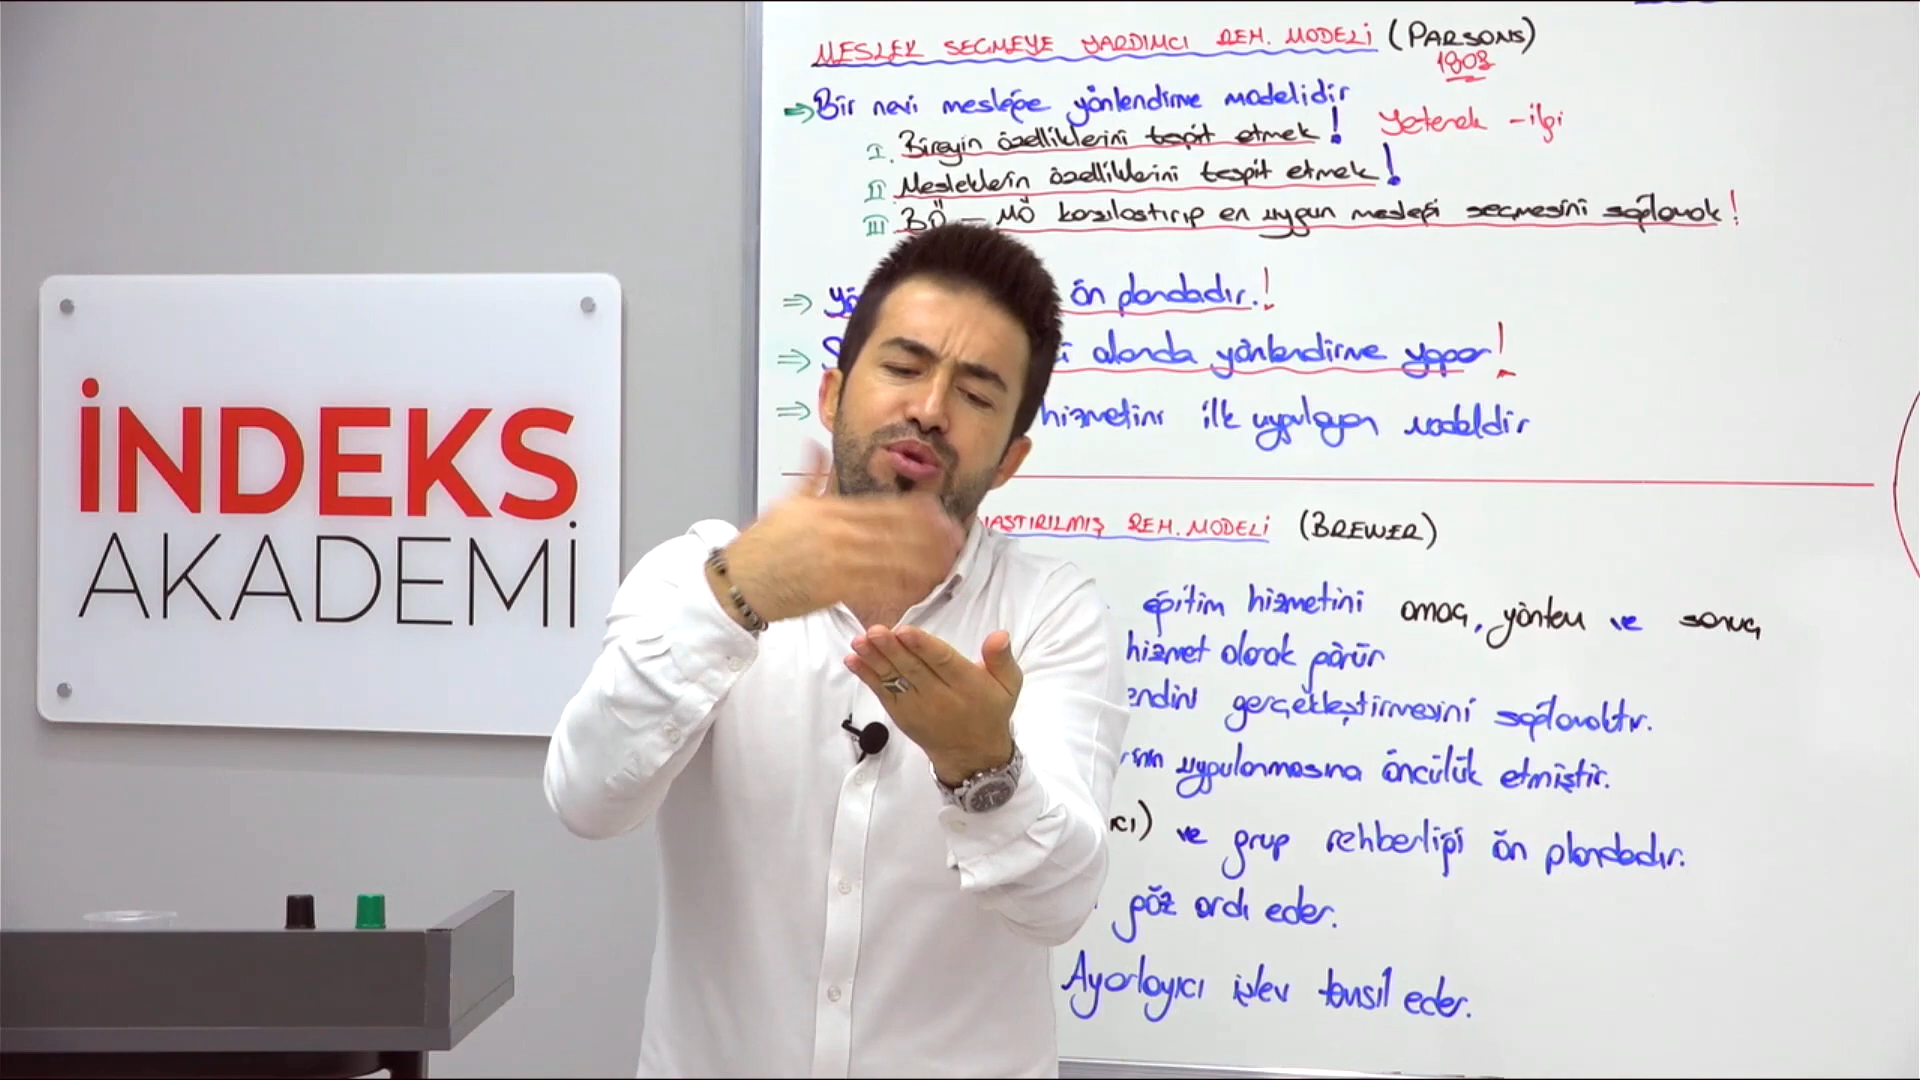 İNDEKS
AKADEMİ
MESLEK SEÇMEYE YARDIMCI REH. MODELİ (PARSONS)
1908
⇒ Bir nevi mesleğe yönlendirme modelidir
Yetenek - ilgi
I. Bireyin özelliklerini tespit etmek!
II Mesleklerin özelliklerini tespit etmek!
III BÖ - MÖ karşılaştırıp en uygun mesleği seçmesini sağlamak!
⇒ ön plandadır.!
⇒ alanda yönlendirme yapar!
⇒ hizmetini ilk uygulayan modeldir
REH. MODELİ (BREWER)
eğitim hizmetini amaç, yöntem ve sonuç
hizmet olarak görür
gerçekleştirmesini sağlamaktır.
uygulanmasına öncülük etmiştir.
ve grup rehberliği ön plandadır.
göz ardı eder.
Ayarlayıcı işlev temsil eder.